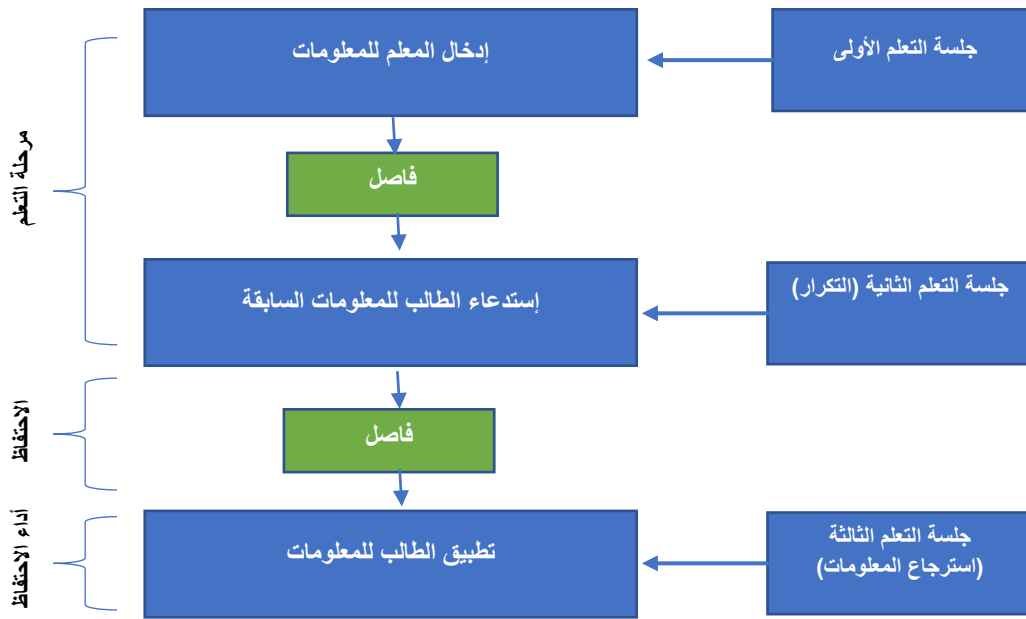 جلسة التعلم الأولى
إدخال المعلم للمعلومات
مرحلة التعلم
فاصل
جلسة التعلم الثانية (التكرار)
إستدعاء الطالب للمعلومات السابقة
فاصل
الاحتفاظ
جلسة التعلم الثالثة
(استرجاع المعلومات)
تطبيق الطالب للمعلومات
أداء الاحتفاظ